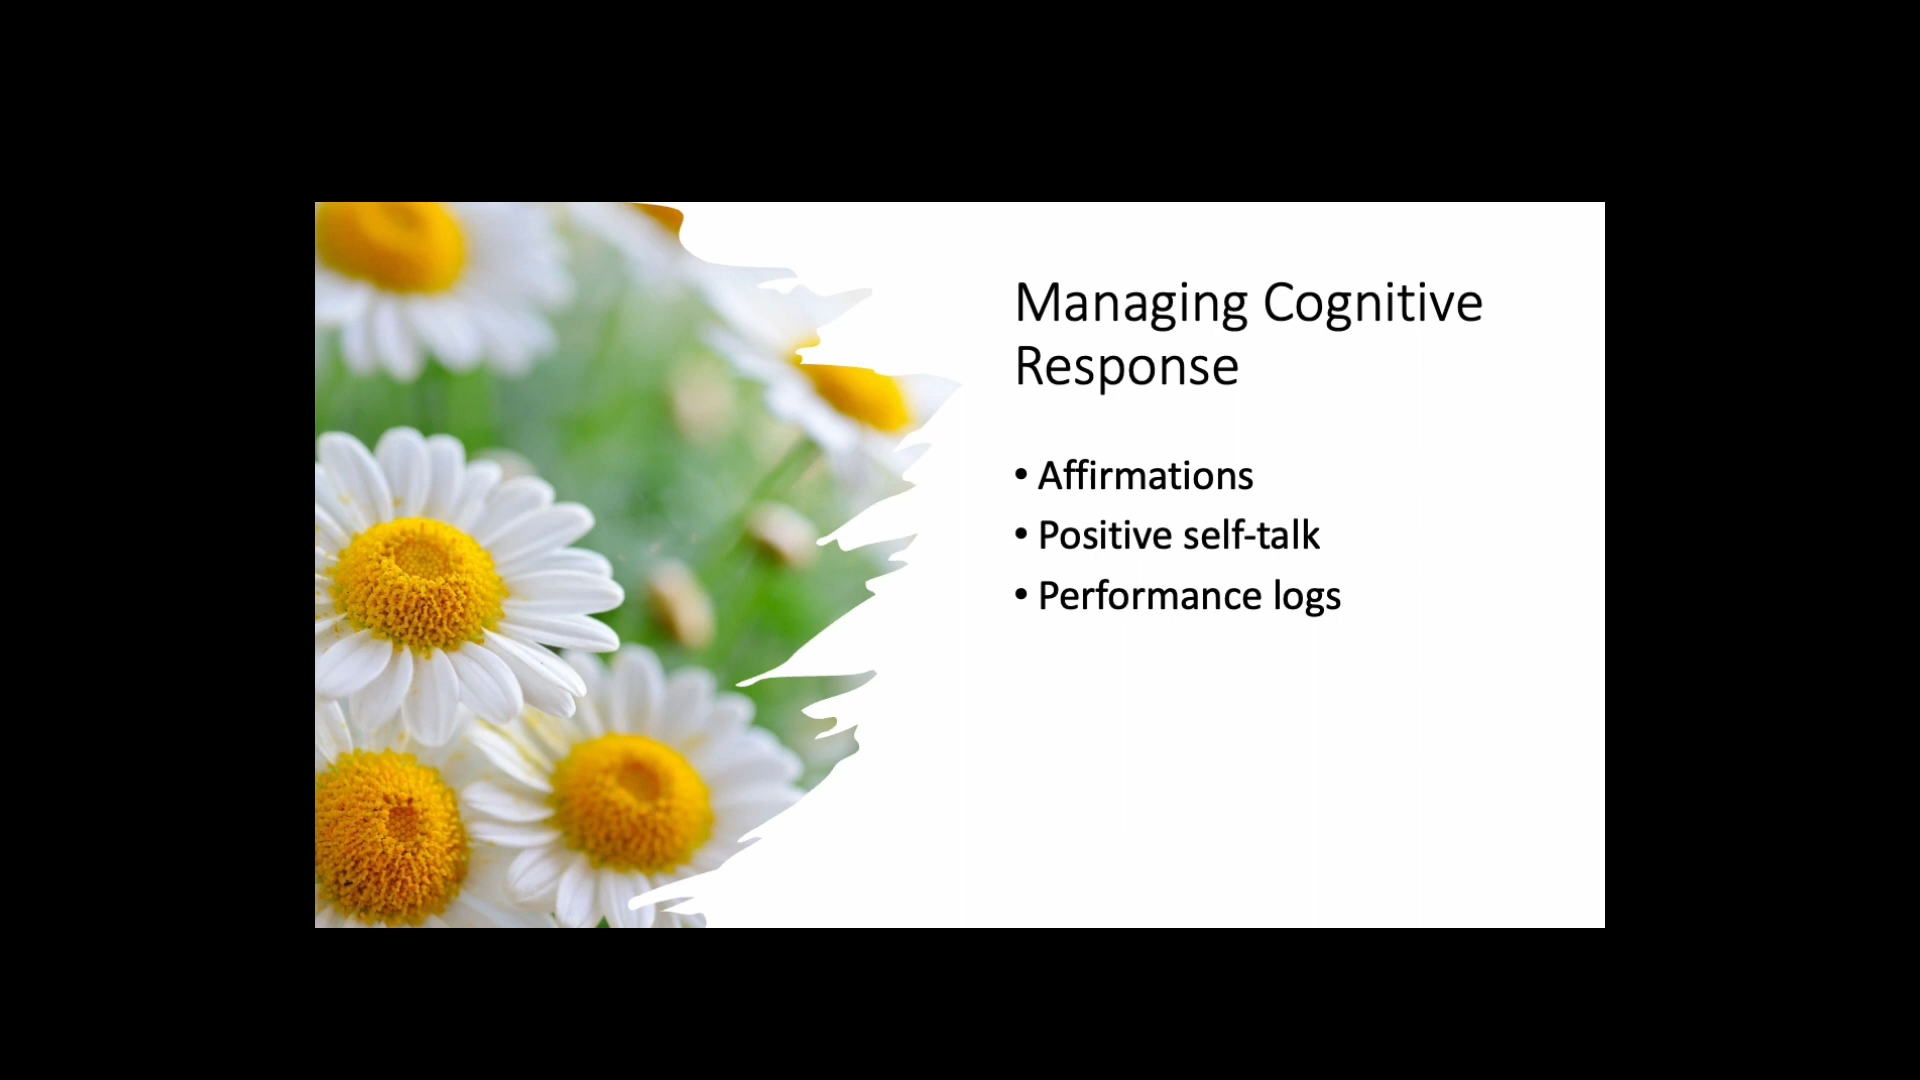 Managing Cognitive
Response
• Affirmations
• Positive self-talk
• Performance logs